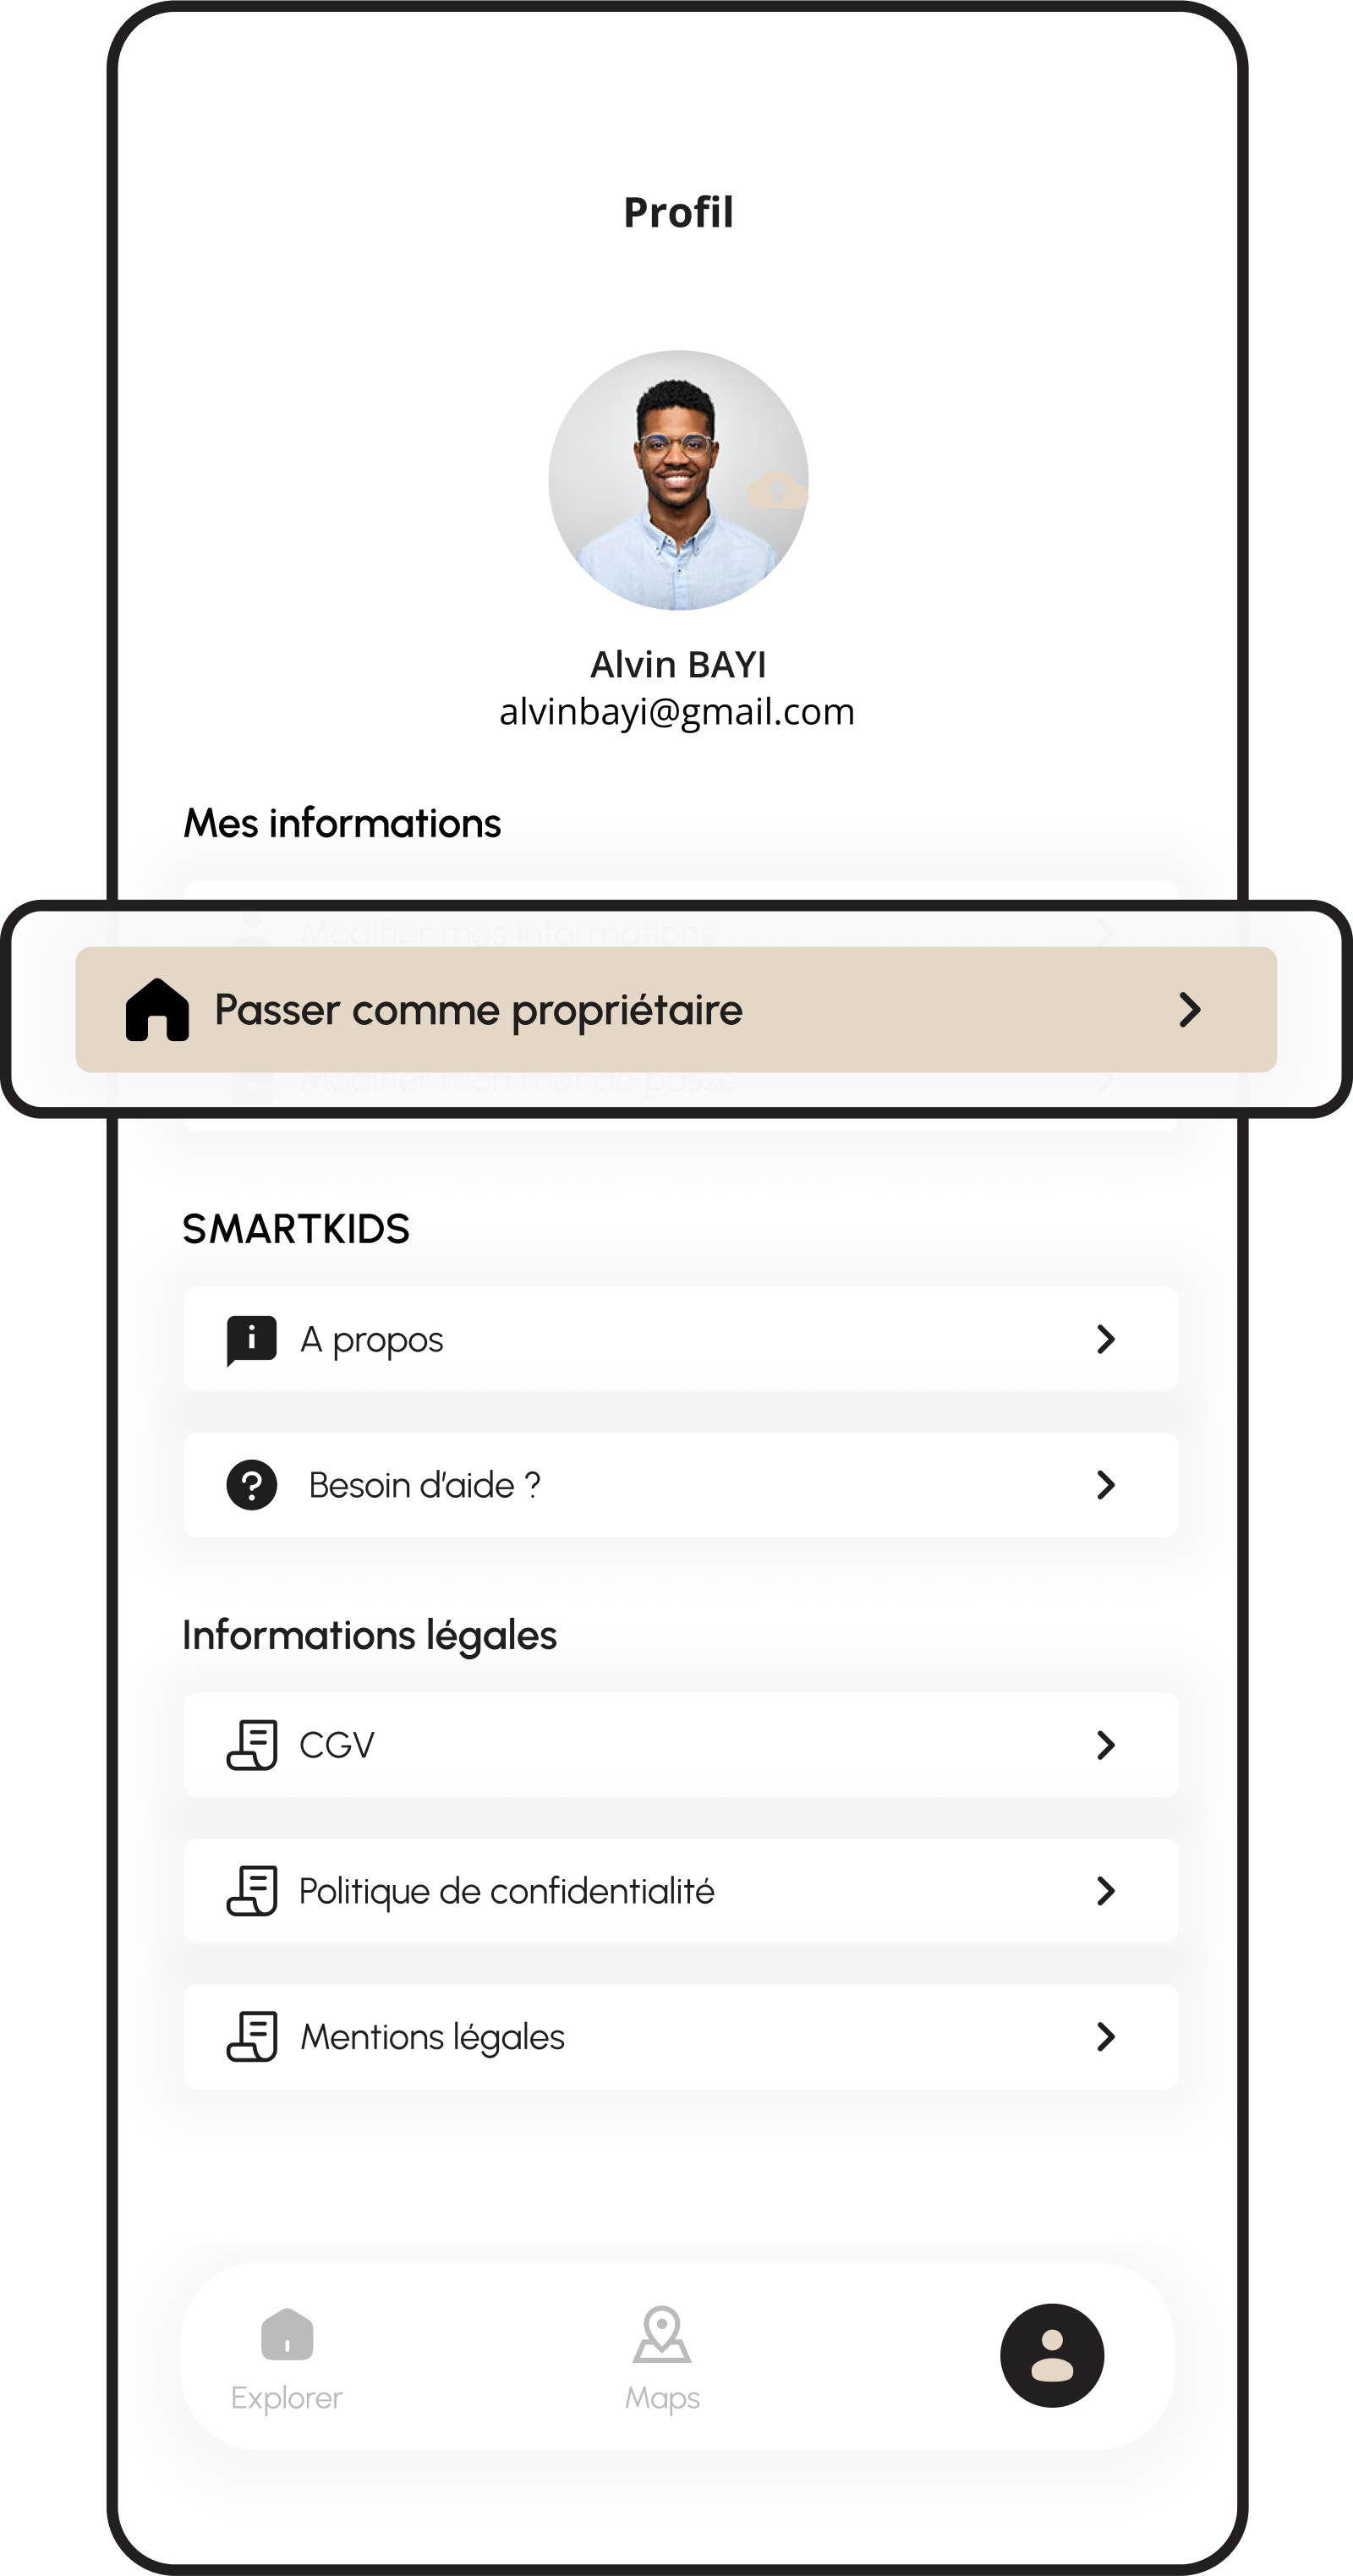 Profil
Alvin BAYI
alvinbayi@gmail.com
Mes informations
Modifier mes informations
Passer comme propriétaire
Modifier mon mot de passe
SMARTKIDS
A propos
Besoin d'aide ?
Informations légales
CGV
Politique de confidentialité
Mentions légales
Explorer
Maps